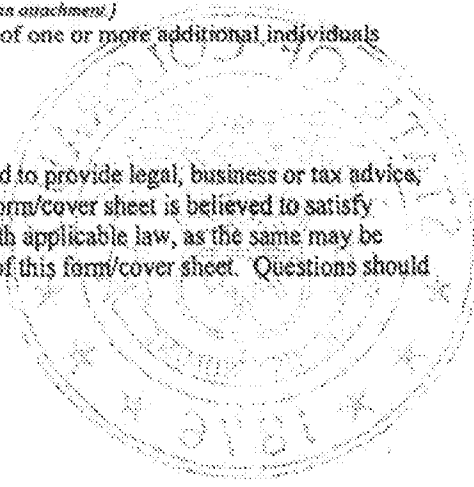 as attachment.)
of one or more additional individuals
d to provide legal, business or tax advice,
orm/cover sheet is believed to satisfy
th applicable law, as the same may be
of this form/cover sheet. Questions should
1876